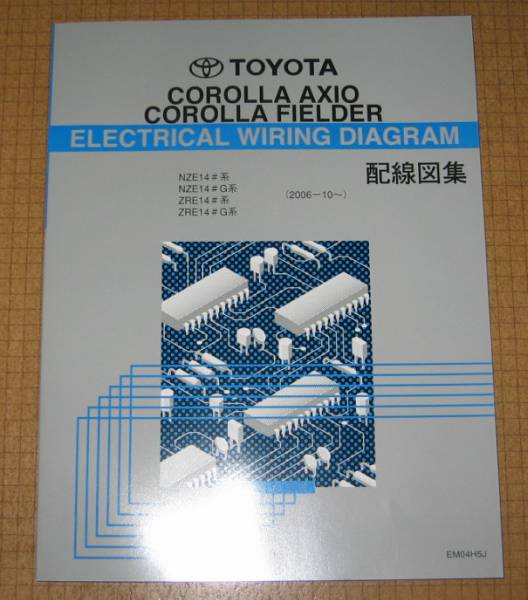 TOYOTA
COROLLA AXIO
COROLLA FIELDER
ELECTRICAL WIRING DIAGRAM
配線図集
NZE14#系
NZE14#G系
ZRE14#系
ZRE14#G系
(2006-10~)
EM04H5J